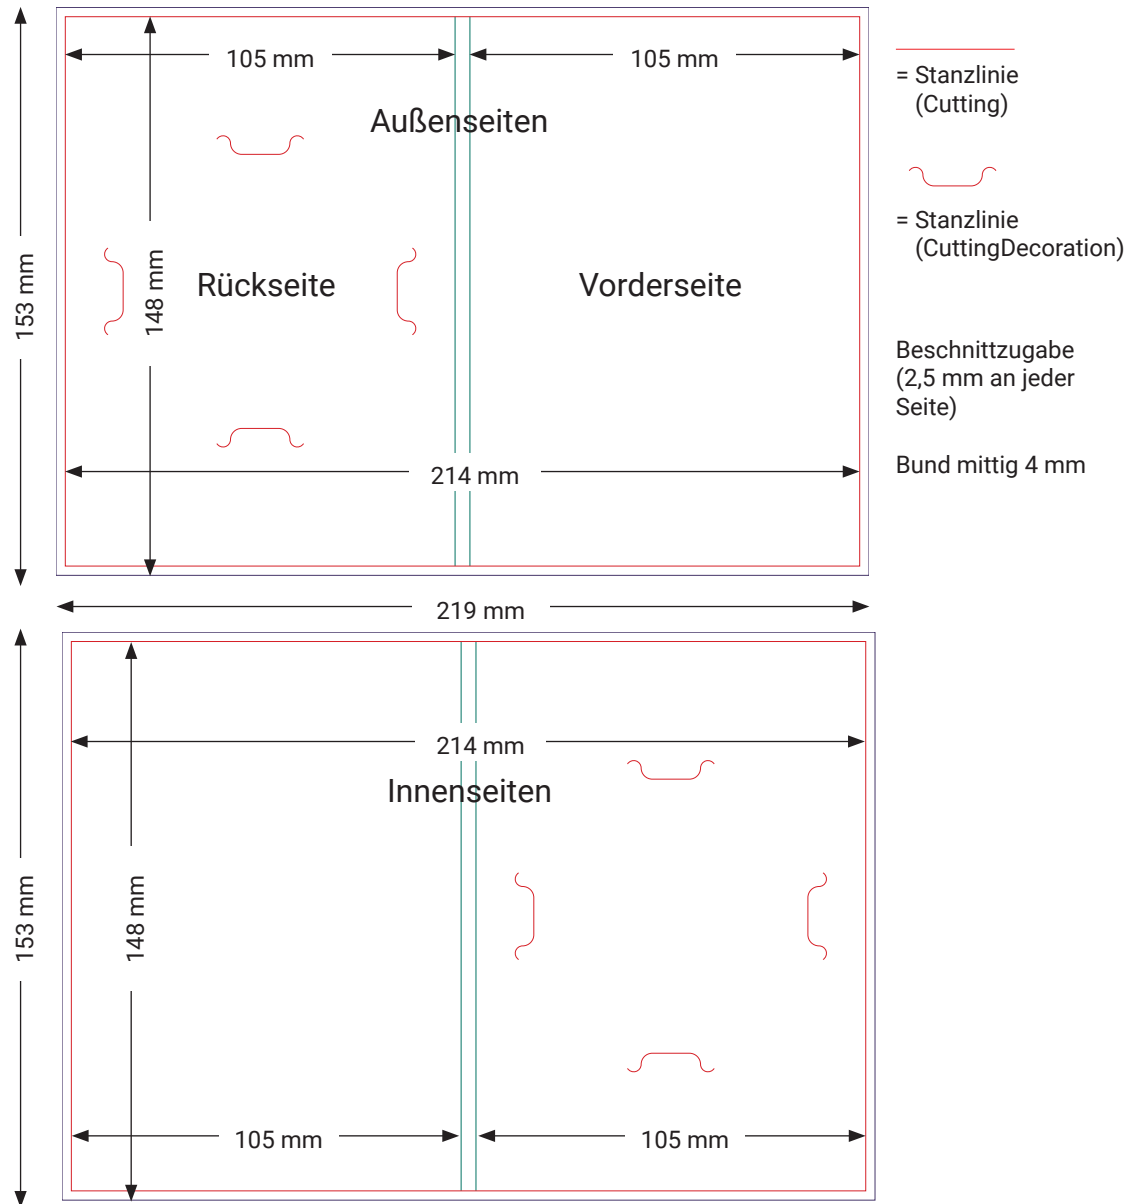 105 mm
105 mm
Außenseiten
153 mm
148 mm
Rückseite
Vorderseite
214 mm
219 mm
= Stanzlinie
(Cutting)
= Stanzlinie
(CuttingDecoration)
Beschnittzugabe
(2,5 mm an jeder
Seite)
Bund mittig 4 mm
214 mm
Innenseiten
153 mm
148 mm
105 mm
105 mm